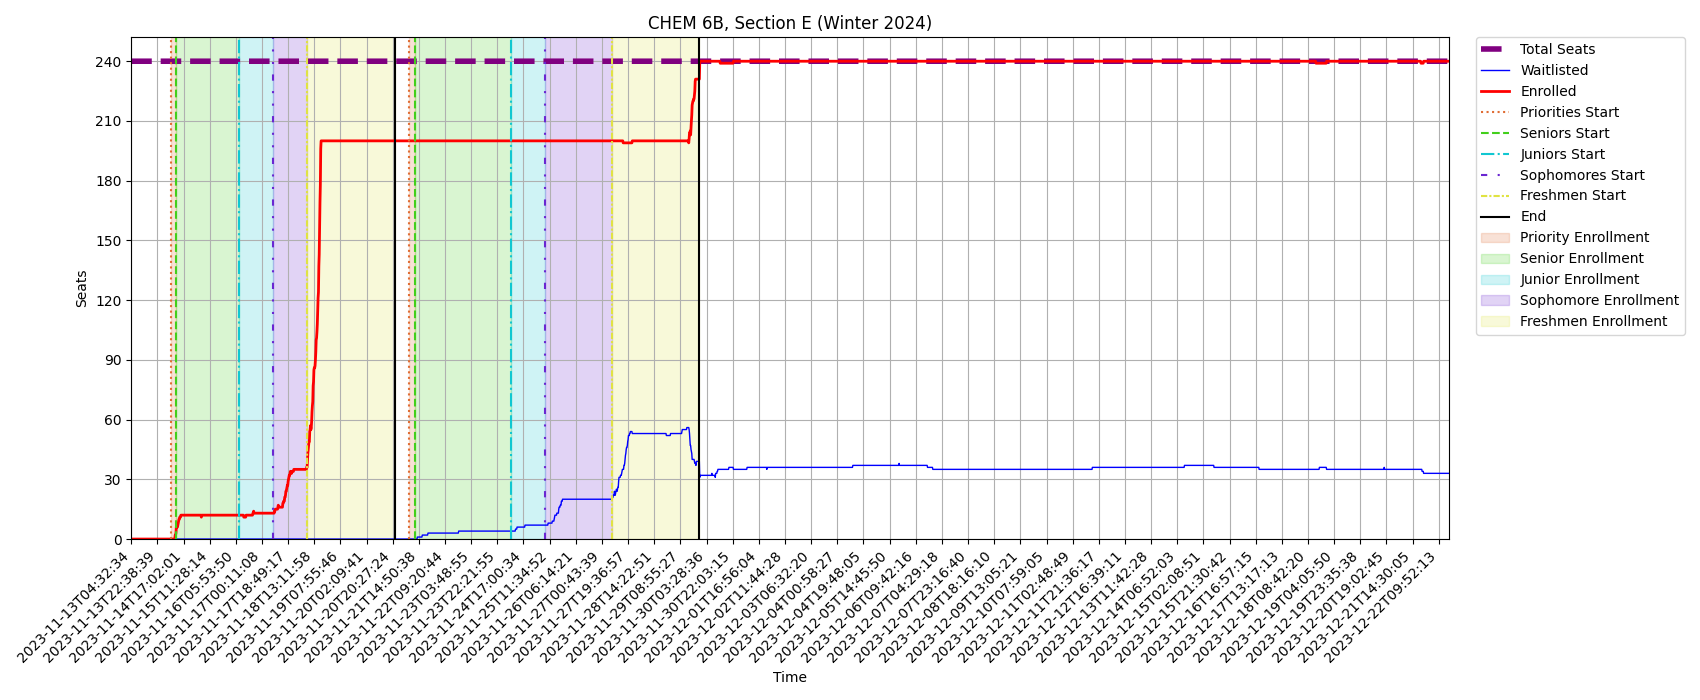 CHEM 6B, Section E (Winter 2024)
Seats
240
210
180
150
120
90
60
30
0
2023-11-13T04:32:34
2023-11-13T22:38:39
2023-11-14T17:02:01
2023-11-15T11:28:14
2023-11-16T05:53:50
2023-11-17T00:11:08
2023-11-17T18:49:17
2023-11-18T13:11:58
2023-11-19T07:55:46
2023-11-20T02:09:41
2023-11-20T20:27:24
2023-11-21T14:50:38
2023-11-22T09:20:44
2023-11-23T03:48:55
2023-11-23T22:21:55
2023-11-24T17:00:34
2023-11-25T11:34:52
2023-11-26T06:14:21
2023-11-27T00:43:39
2023-11-27T19:36:57
2023-11-28T14:22:51
2023-11-29T08:55:27
2023-11-30T03:28:36
2023-11-30T22:03:15
2023-12-01T16:56:04
2023-12-02T11:44:28
2023-12-03T06:32:20
2023-12-04T00:58:27
2023-12-04T19:48:05
2023-12-05T14:45:50
2023-12-06T09:42:16
2023-12-07T04:29:18
2023-12-07T23:16:40
2023-12-08T18:16:10
2023-12-09T13:05:21
2023-12-10T07:59:05
2023-12-11T02:48:49
2023-12-11T21:36:17
2023-12-12T16:39:11
2023-12-13T11:42:28
2023-12-14T06:52:03
2023-12-15T02:08:51
2023-12-15T21:30:42
2023-12-16T16:57:15
2023-12-17T13:17:13
2023-12-18T08:42:20
2023-12-19T04:05:50
2023-12-19T23:35:38
2023-12-20T19:02:45
2023-12-21T14:30:05
2023-12-22T09:52:13
Time
Total Seats
Waitlisted
Enrolled
Priorities Start
Seniors Start
Juniors Start
Sophomores Start
Freshmen Start
End
Priority Enrollment
Senior Enrollment
Junior Enrollment
Sophomore Enrollment
Freshmen Enrollment